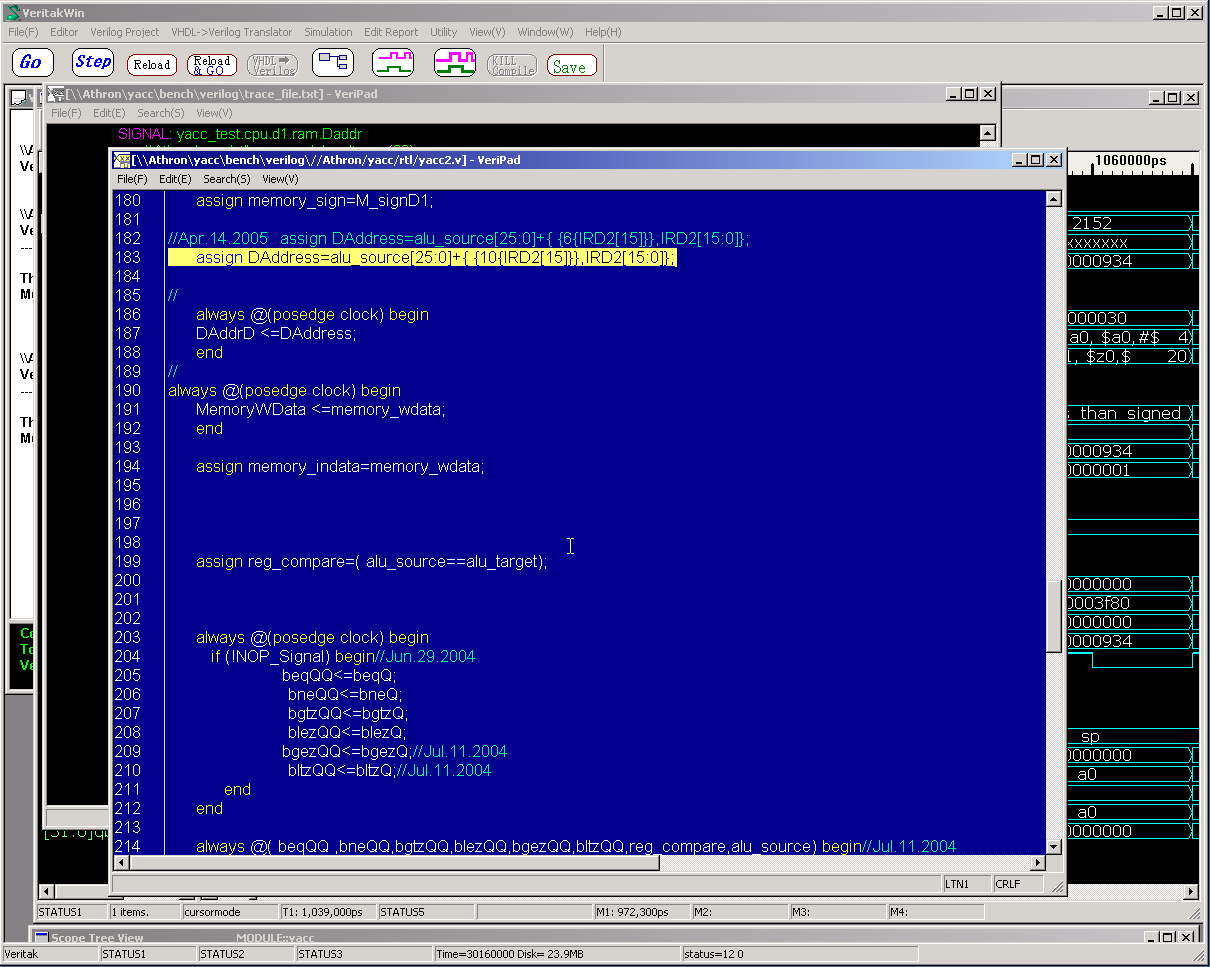 VeritakWin
File(F) Editor Verilog Project VHDL->Verilog Translator Simulation Edit Report Utility View(V) Window(W) Help(H)
Go Step Reload Reload & GO VHDL➡ Verilog KILL Compile Save
[\\Athron\yacc\bench\verilog\trace_file.txt] - VeriPad
File(F) Edit(E) Search(S) View(V)
SIGNAL: yacc_test.cpu.d1.ram.Daddr
[\\Athron\yacc\bench\verilog\//Athron/yacc/rtl/yacc2.v] - VeriPad
File(F) Edit(E) Search(S) View(V)
180 assign memory_sign=M_signD1;
181
182 //Apr.14.2005 assign DAddress=alu_source[25:0]+{ {6{IRD2[15]}},IRD2[15:0]};
183 assign DAddress=alu_source[25:0]+{ {10{IRD2[15]}},IRD2[15:0]};
184
185 //
186 always @(posedge clock) begin
187 DAddrD <=DAddress;
188 end
189 //
190 always @(posedge clock) begin
191 MemoryWData <=memory_wdata;
192 end
193
194 assign memory_indata=memory_wdata;
195
196
197
198
199 assign reg_compare=( alu_source==alu_target);
200
201
202
203 always @(posedge clock) begin
204 if (!NOP_Signal) begin//Jun.29.2004
205 beqQQ<=beqQ;
206 bneQQ<=bneQ;
207 bgtzQQ<=bgtzQ;
208 blezQQ<=blezQ;
209 bgezQQ<=bgezQ;//Jul.11.2004
210 bltzQQ<=bltzQ;//Jul.11.2004
211 end
212 end
213
214 always @( beqQQ ,bneQQ,bgtzQQ,blezQQ,bgezQQ,bltzQQ,reg_compare,alu_source) begin//Jul.11.2004
LTN1 CRLF
1060000ps
2152
xxxxxxx
0000934
000030
a0, $a0,#$ 4
, $z0,$ 20
than signed
0000934
0000001
0000000
0003f80
0000000
0000934
sp
0000000
a0
a0
0000000
STATUS1 1 items. cursormode T1: 1,039,000ps STATUS5 M1: 972,300ps M2: M3: M4:
Scope Tree View MODULE::yacc
Veritak STATUS1 STATUS2 STATUS3 Time=30160000 Disk= 23.9MB status=12 0